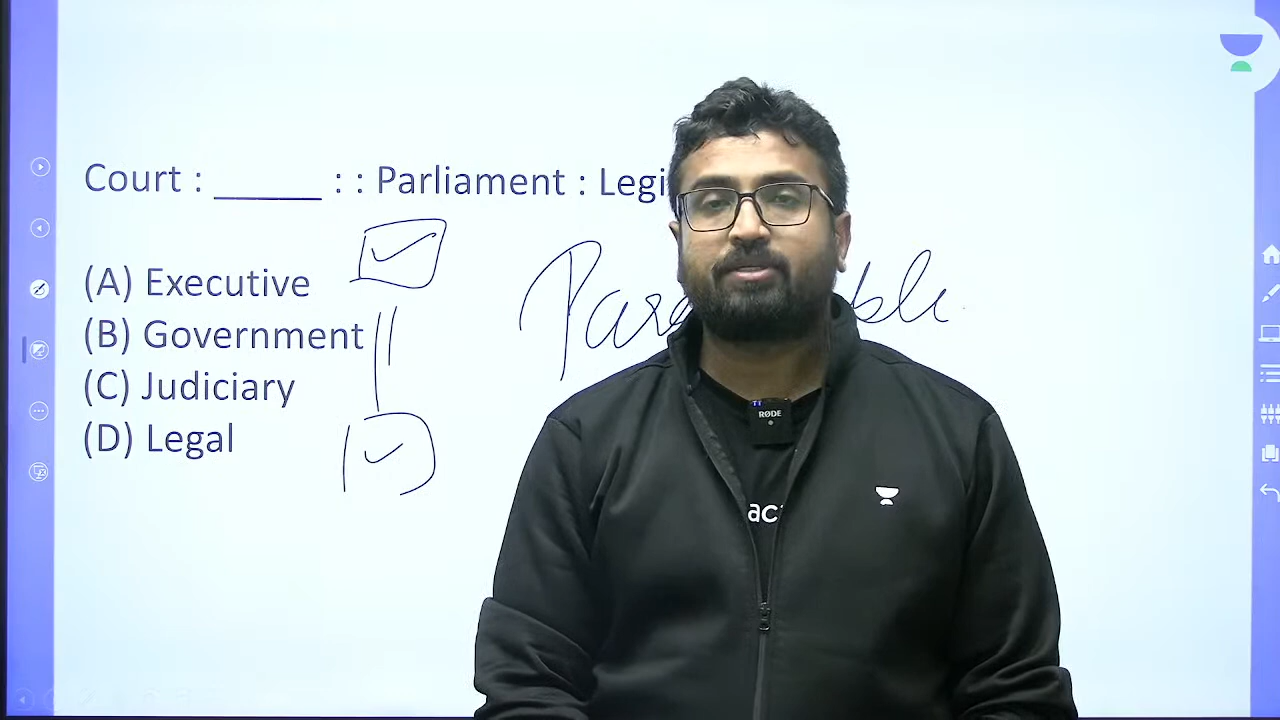 Court : ______ : : Parliament : Legi
(A) Executive
(B) Government
(C) Judiciary
(D) Legal
RØDE